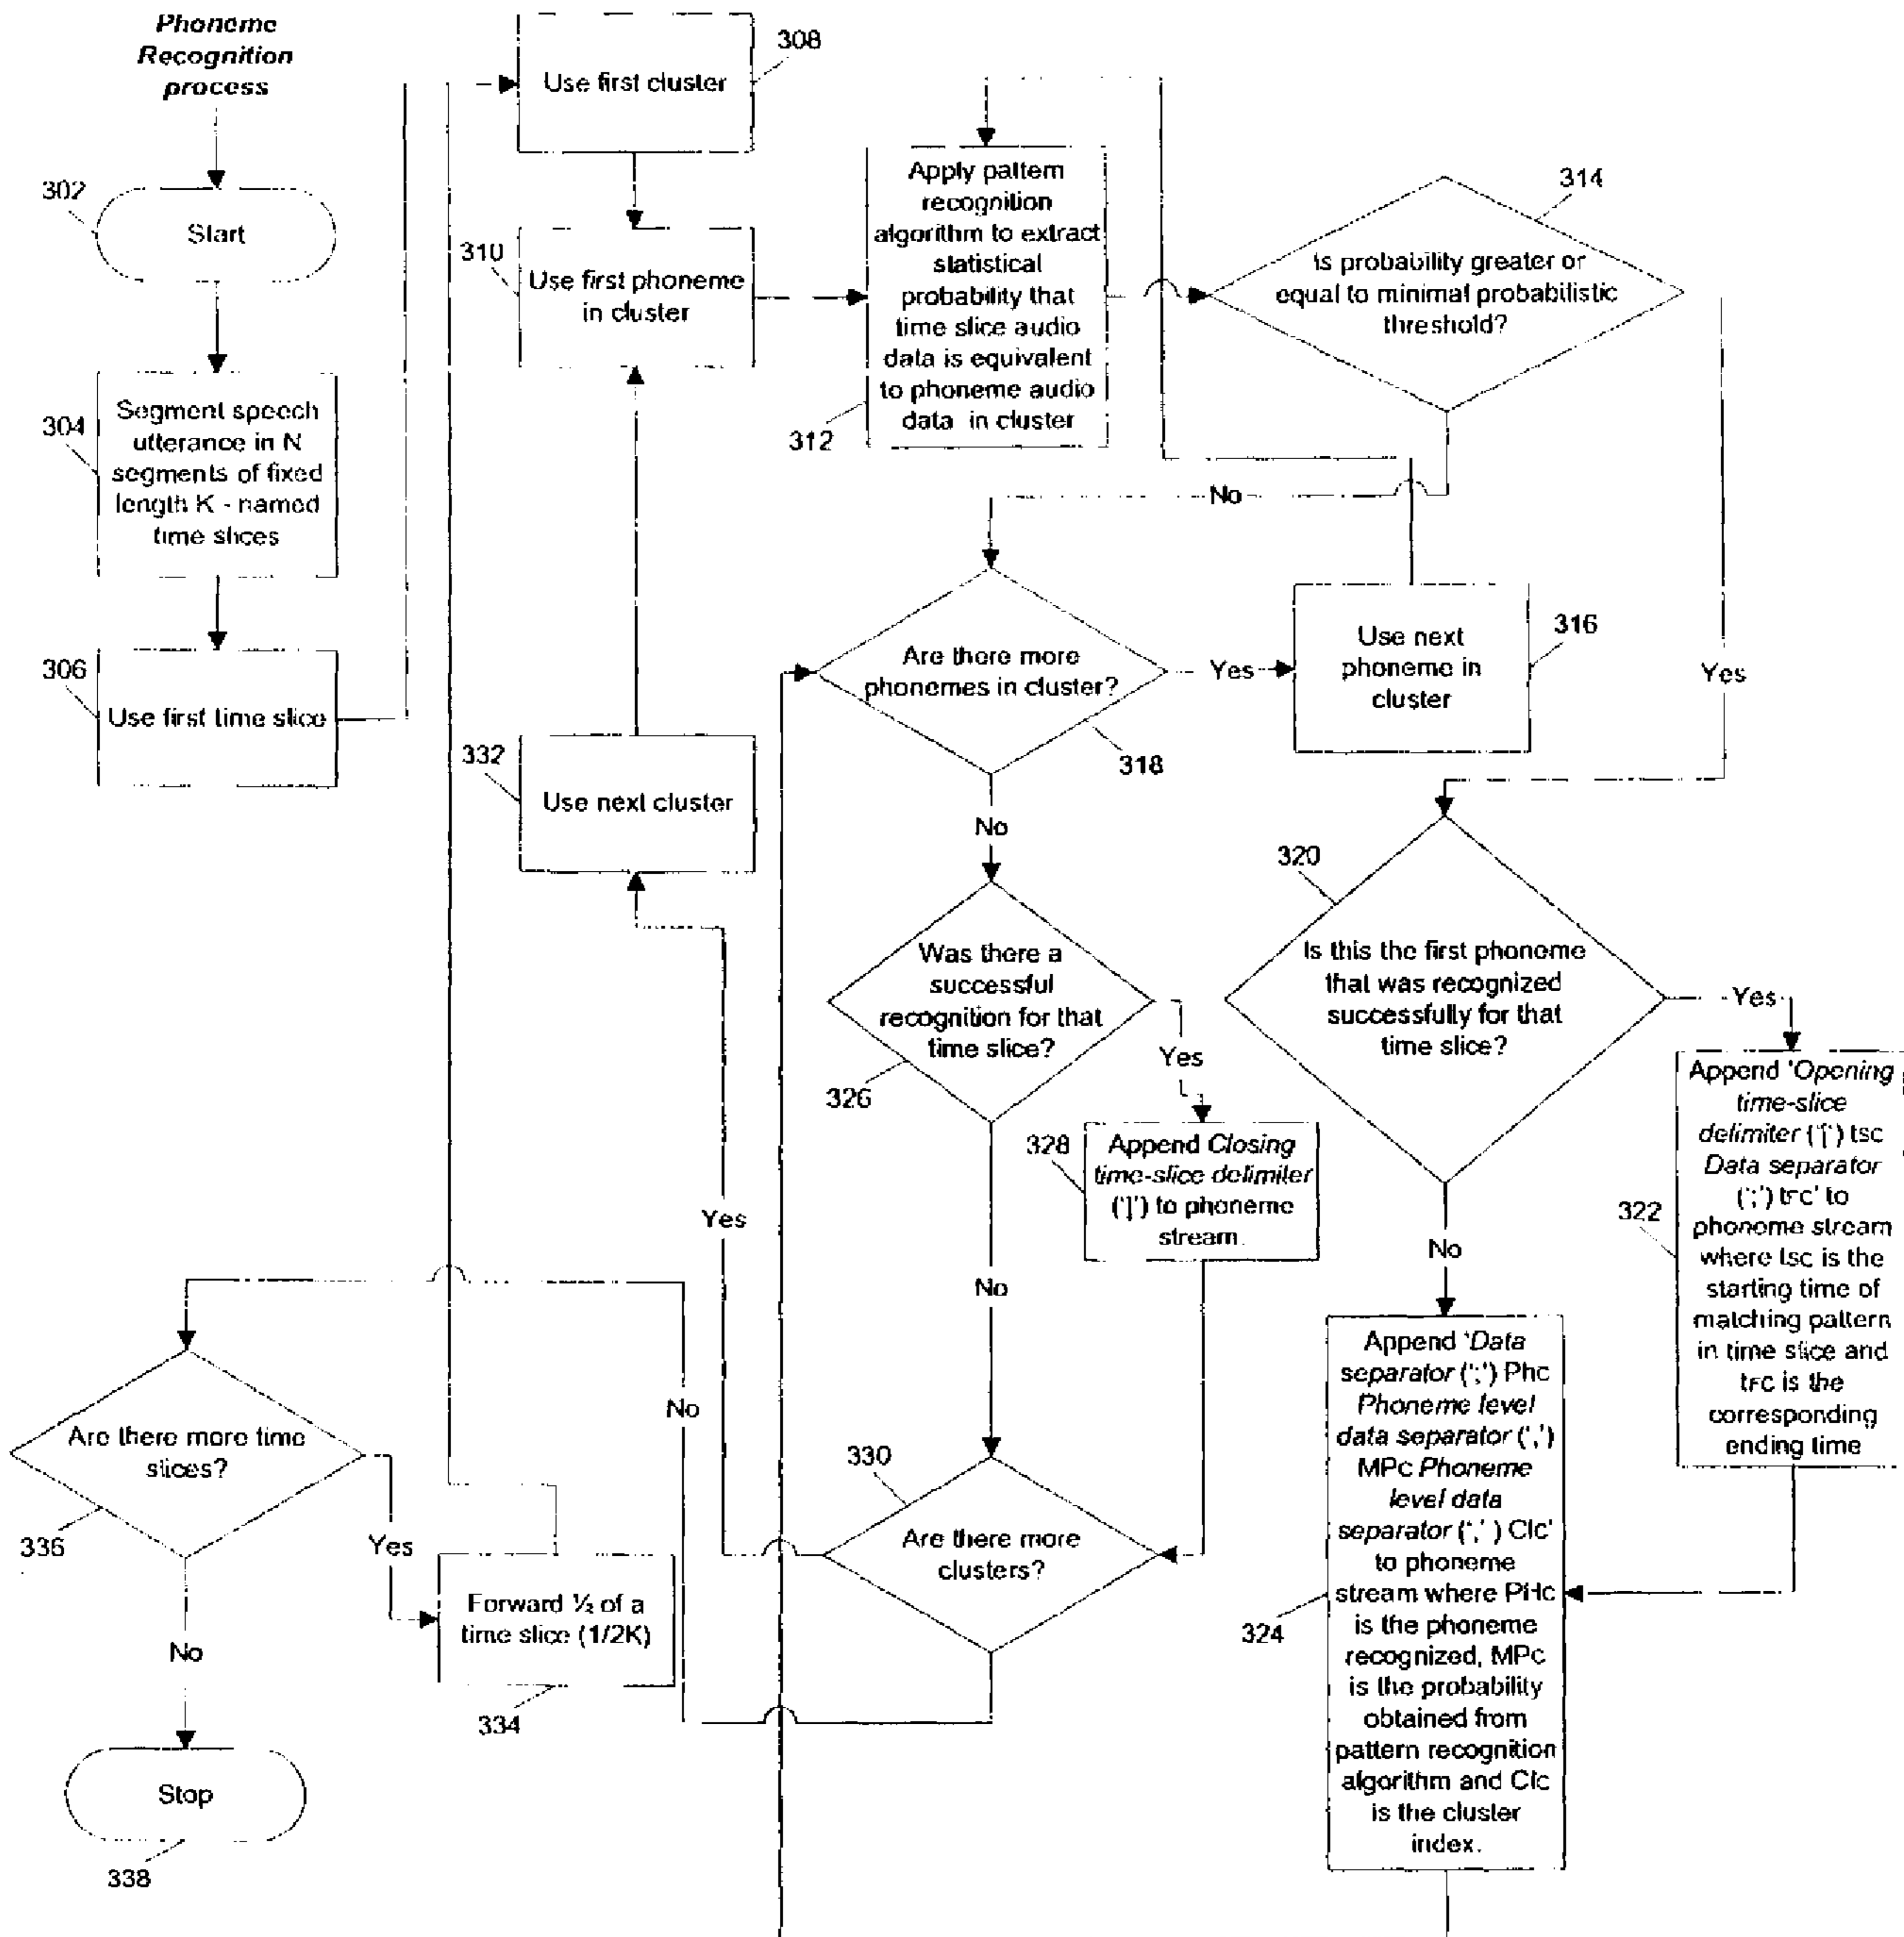 Phoneme
Recognition
process
302
Start
304
Segment speech
utterance in N
segments of fixed
length K - named
time slices
306
Use first time slice
308
Use first cluster
310
Use first phoneme
in cluster
312
Apply pattern
recognition
algorithm to extract
statistical
probability that
time slice audio
data is equivalent
to phoneme audio
data in cluster
314
Is probability greater or
equal to minimal probabilistic
threshold?
No
Yes
Are there more
phonemes in cluster?
318
Yes
316
Use next
phoneme in
cluster
No
332
Use next cluster
320
Is this the first phoneme
that was recognized
successfully for that
time slice?
Yes
No
Was there a
successful
recognition for that
time slice?
326
Yes
No
328
Append Closing
time-slice delimiter
(']') to phoneme
stream.
322
Append 'Opening
time-slice
delimiter ('[') tsc
Data separator
(';') tFC' to
phoneme stream
where tsc is the
starting time of
matching pattern
in time slice and
tFC is the
corresponding
ending time
324
Append 'Data
separator (';') Phc
Phoneme level
data separator (',')
MPc Phoneme
level data
separator (',' ) CIc'
to phoneme
stream where PHc
is the phoneme
recognized, MPc
is the probability
obtained from
pattern recognition
algorithm and CIc
is the cluster
index.
330
Are there more
clusters?
Yes
No
Are there more time
slices?
336
Yes
No
Forward ½ of a
time slice (1/2K)
334
Stop
338